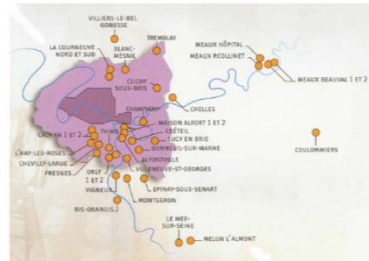 VILLIERS-LE-BEL
GONESSE
TREMBLAY
LA COURNEUVE
NORD ET SUD
BLANC-
MESNIL
MEAUX HÔPITAL
MEAUX RCOLLINET
MEAUX BEAUVAL 1 ET 2
CLICHY
SOUS-BOIS
CHELLES
CHAMPIGNY
MAISON ALFORT 1 ET 2
THIAIS
CRÉTEIL
CACHAN 1 ET 2
SUCY EN BRIE
BONNEUIL-SUR-MARNE
COULOMMIERS
L'HAY-LES-ROSES
ALFORTVILLE
CHEVILLY-LARUE
VILLENEUVE-ST-GEORGES
FRESNES
ORLY
1 ET 2
EPINAY-SOUS-SENART
VIGNEUX
MONTGERON
RIS-ORANGIS
LE MÉE-
SUR-SEINE
MELUN L'ALMONT